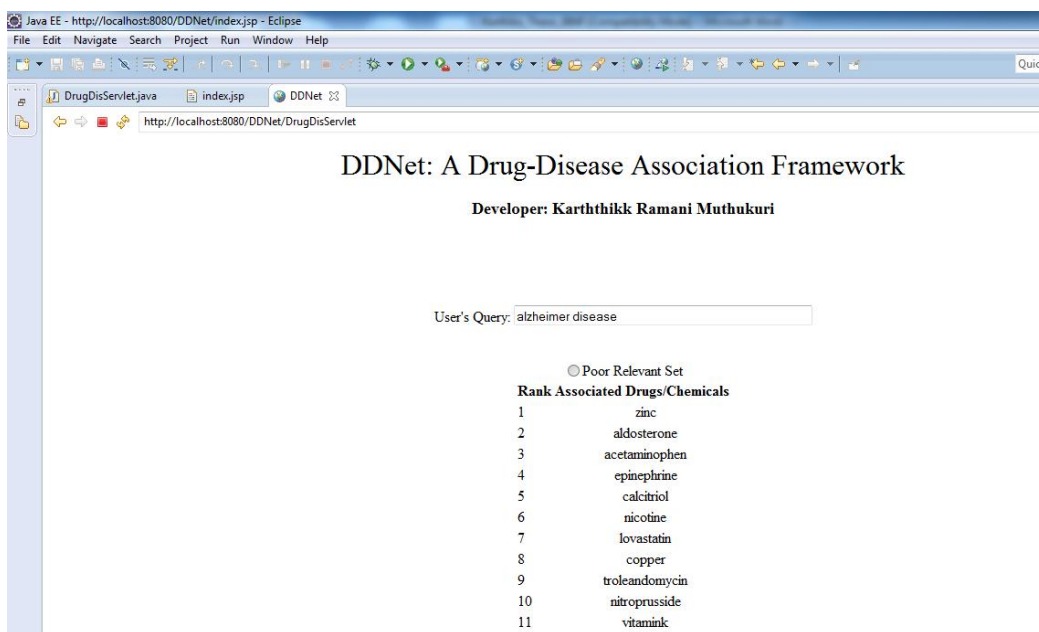 Java EE - http://localhost:8080/DDNet/index.jsp - Eclipse
File Edit Navigate Search Project Run Window Help
Quic
DrugDisServlet.java index.jsp DDNet
http://localhost:8080/DDNet/DrugDisServlet
DDNet: A Drug-Disease Association Framework
Developer: Karththikk Ramani Muthukuri
User's Query: alzheimer disease
Poor Relevant Set
Rank Associated Drugs/Chemicals
1 zinc
2 aldosterone
3 acetaminophen
4 epinephrine
5 calcitriol
6 nicotine
7 lovastatin
8 copper
9 troleandomycin
10 nitroprusside
11 vitamink